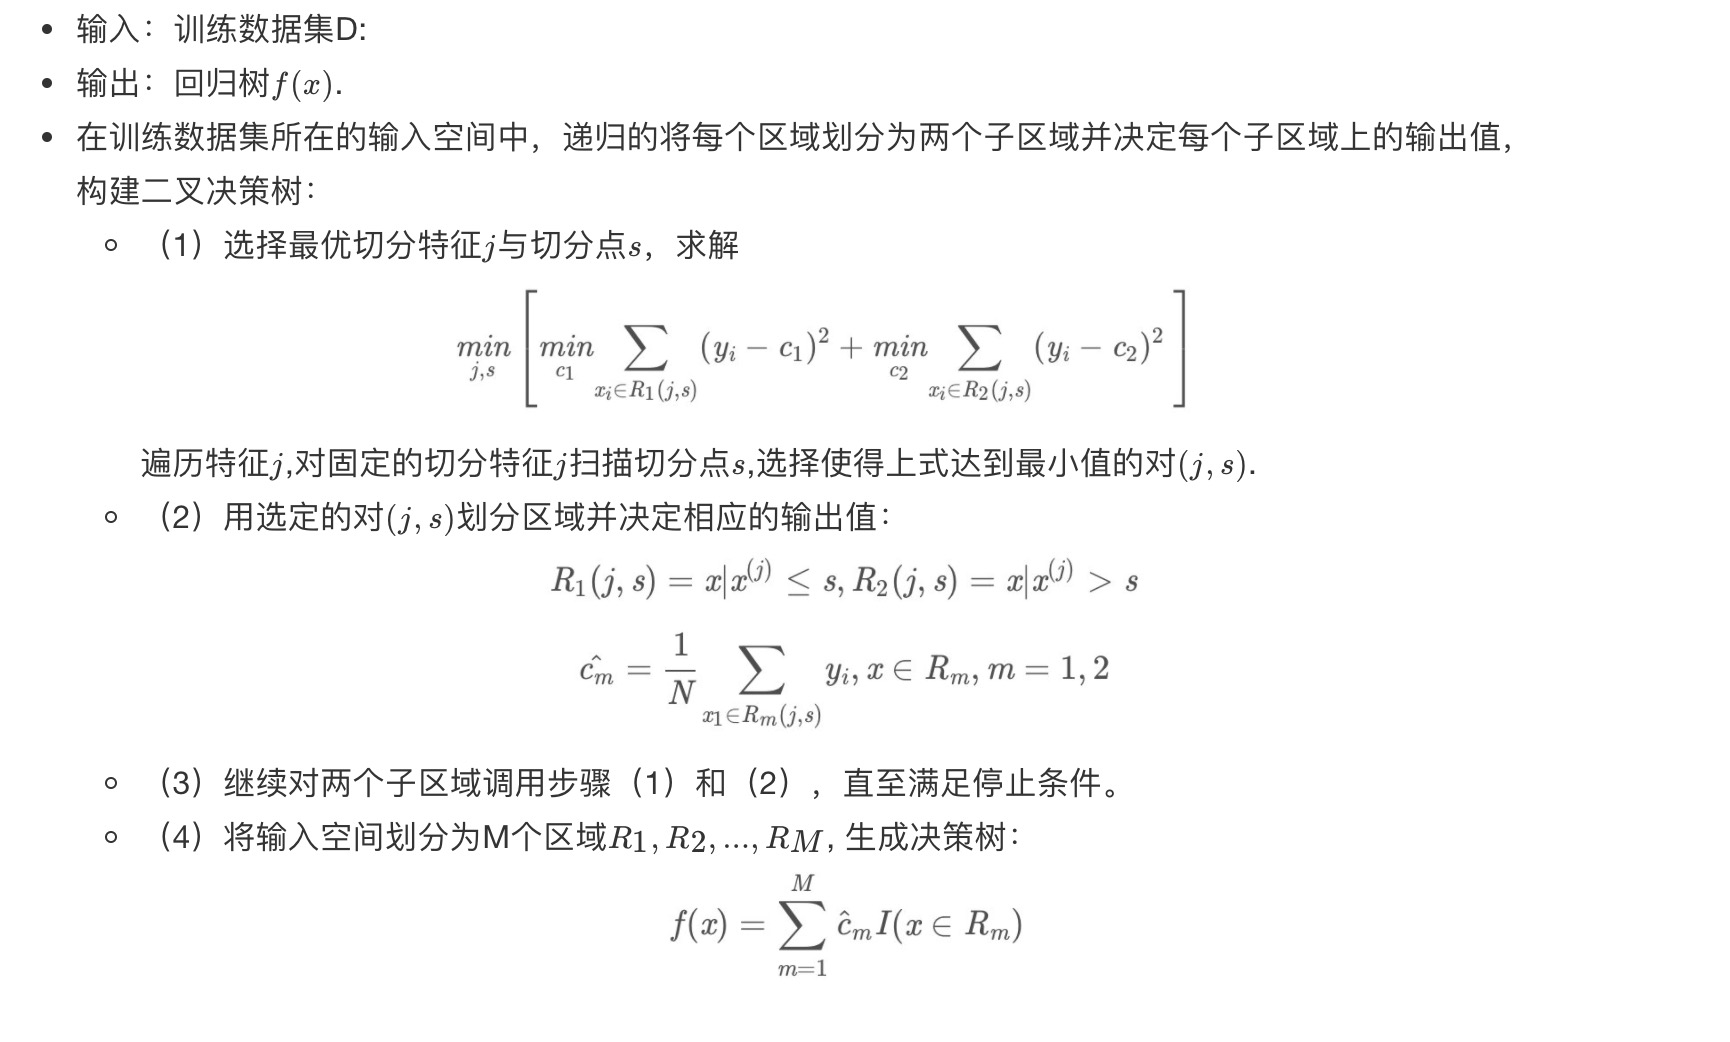 • 输入：训练数据集D:
• 输出：回归树f(x).
• 在训练数据集所在的输入空间中，递归的将每个区域划分为两个子区域并决定每个子区域上的输出值，
构建二叉决策树：
○ （1）选择最优切分特征j与切分点s，求解
$$\min_{j,s} \left[ \min_{c_1} \sum_{x_i \in R_1(j,s)} (y_i - c_1)^2 + \min_{c_2} \sum_{x_i \in R_2(j,s)} (y_i - c_2)^2 \right]$$
遍历特征j,对固定的切分特征j扫描切分点s,选择使得上式达到最小值的对(j, s).
○ （2）用选定的对(j, s)划分区域并决定相应的输出值：
$$R_1(j, s) = x|x^{(j)} \leq s, R_2(j, s) = x|x^{(j)} > s$$
$$\hat{c_m} = \frac{1}{N} \sum_{x_1 \in R_m(j,s)} y_i, x \in R_m, m = 1, 2$$
○ （3）继续对两个子区域调用步骤（1）和（2），直至满足停止条件。
○ （4）将输入空间划分为M个区域R1, R2, ..., RM, 生成决策树：
$$f(x) = \sum_{m=1}^{M} \hat{c}_m I(x \in R_m)$$